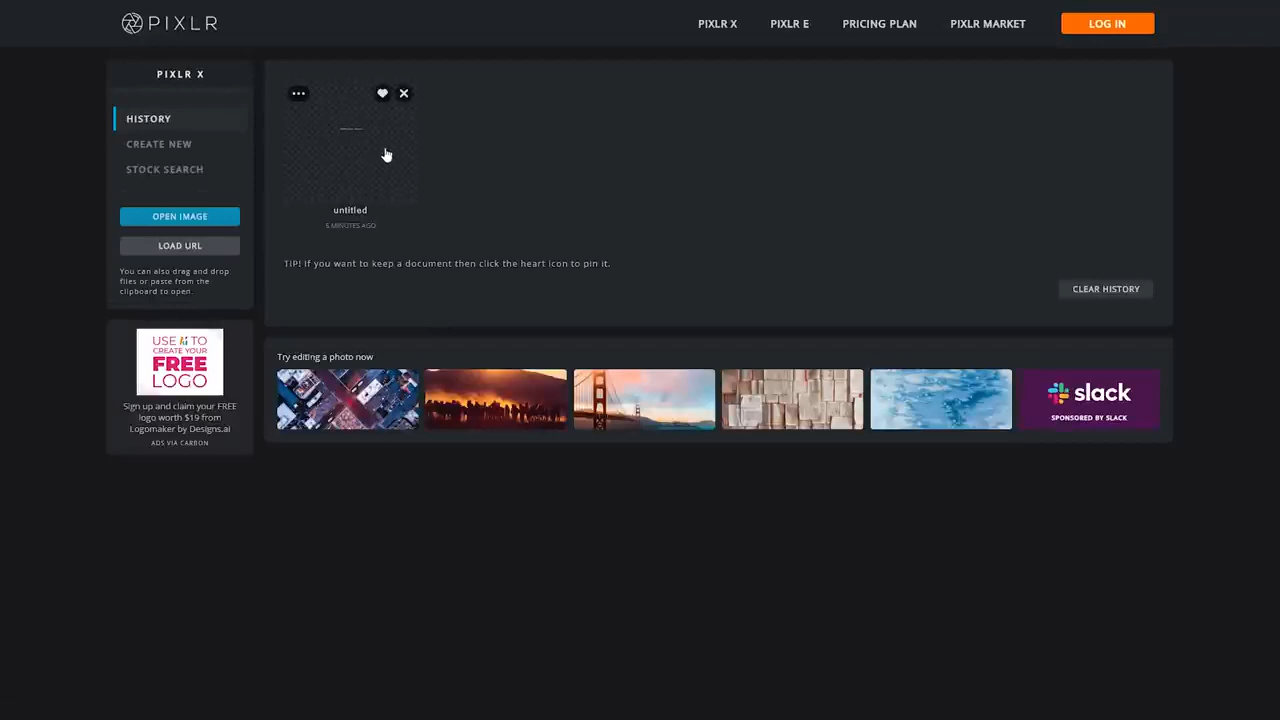 PIXLR
PIXLR X
PIXLR E
PRICING PLAN
PIXLR MARKET
LOG IN
PIXLR X
HISTORY
CREATE NEW
STOCK SEARCH
OPEN IMAGE
LOAD URL
You can also drag and drop
files or paste from the
clipboard to open.
untitled
5 MINUTES AGO
TIP! If you want to keep a document then click the heart icon to pin it.
CLEAR HISTORY
USE AI TO
CREATE YOUR
FREE
LOGO
Sign up and claim your FREE
logo worth $19 from
Logomaker by Designs.ai
ADS VIA CARBON
Try editing a photo now
slack
SPONSORED BY SLACK